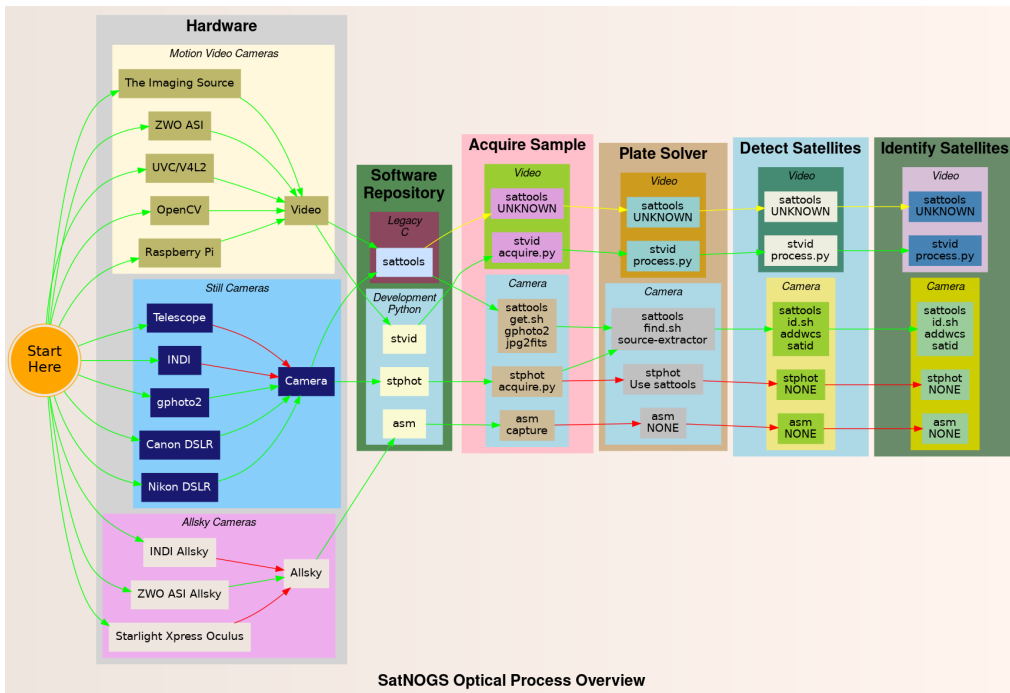 Hardware
Motion Video Cameras
The Imaging Source
ZWO ASI
UVC/V4L2
OpenCV
Raspberry Pi
Video
Still Cameras
Telescope
INDI
gphoto2
Canon DSLR
Nikon DSLR
Camera
Allsky Cameras
INDI Allsky
ZWO ASI Allsky
Starlight Xpress Oculus
Allsky
Start
Here
Software
Repository
Legacy
C
sattools
Development
Python
stvid
stphot
asm
Acquire Sample
Video
sattools
UNKNOWN
stvid
acquire.py
Camera
sattools
get.sh
gphoto2
jpg2fits
stphot
acquire.py
asm
capture
Plate Solver
Video
sattools
UNKNOWN
stvid
process.py
Camera
sattools
find.sh
source-extractor
stphot
Use sattools
asm
NONE
Detect Satellites
Video
sattools
UNKNOWN
stvid
process.py
Camera
sattools
id.sh
addwcs
satid
stphot
NONE
asm
NONE
Identify Satellites
Video
sattools
UNKNOWN
stvid
process.py
Camera
sattools
id.sh
addwcs
satid
stphot
NONE
asm
NONE
SatNOGS Optical Process Overview